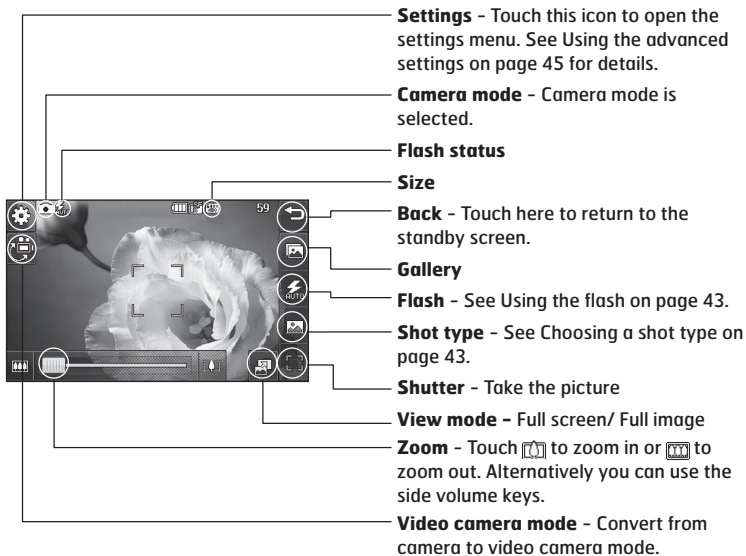 Settings – Touch this icon to open the
settings menu. See Using the advanced
settings on page 45 for details.
Camera mode – Camera mode is
selected.
Flash status
Size
Back – Touch here to return to the
standby screen.
Gallery
Flash – See Using the flash on page 43.
Shot type – See Choosing a shot type on
page 43.
Shutter – Take the picture
View mode – Full screen/ Full image
Zoom – Touch to zoom in or to
zoom out. Alternatively you can use the
side volume keys.
Video camera mode – Convert from
camera to video camera mode.
59
AUTO